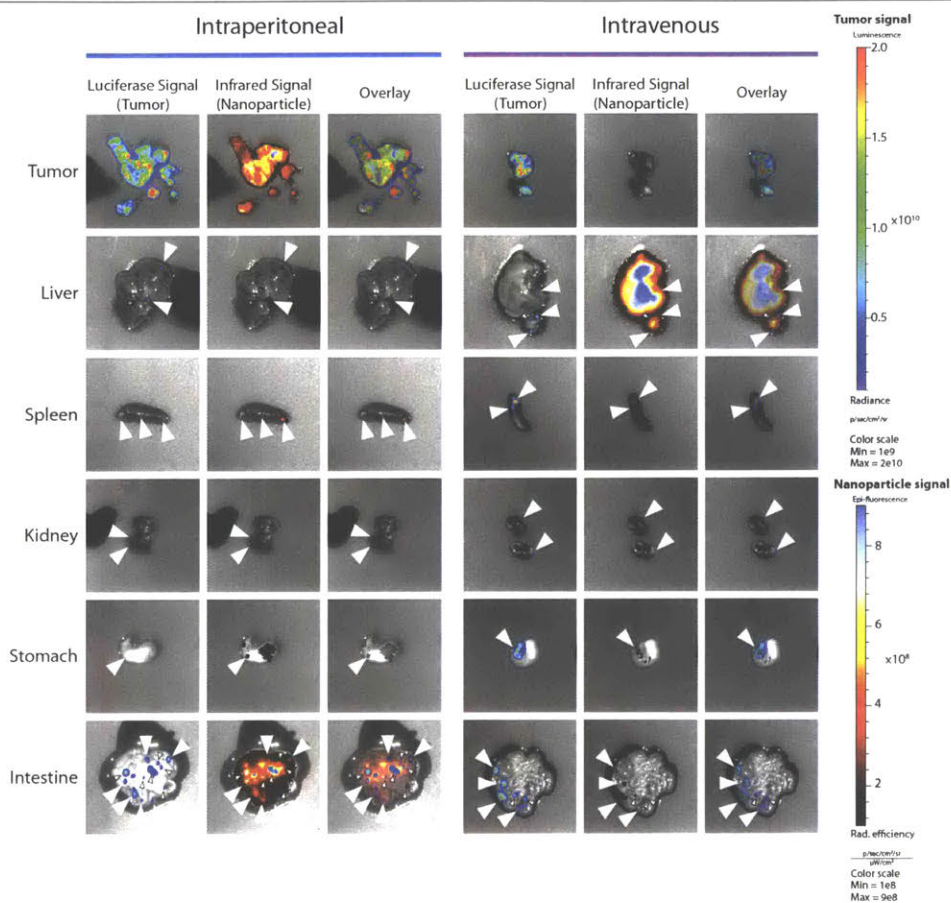 Intraperitoneal
Intravenous
Luciferase Signal
(Tumor)
Infrared Signal
(Nanoparticle)
Overlay
Luciferase Signal
(Tumor)
Infrared Signal
(Nanoparticle)
Overlay
Tumor
Liver
Spleen
Kidney
Stomach
Intestine
Tumor signal
Luminescence
2.0
1.5
1.0
x10¹⁰
0.5
Radiance
p/sec/cm²/sr
Color scale
Min = 1e9
Max = 2e10
Nanoparticle signal
Epi-fluorescence
8
6
x10⁸
4
2
Rad. efficiency
p/sec/cm²/sr
µW/cm²
Color scale
Min = 1e8
Max = 9e8